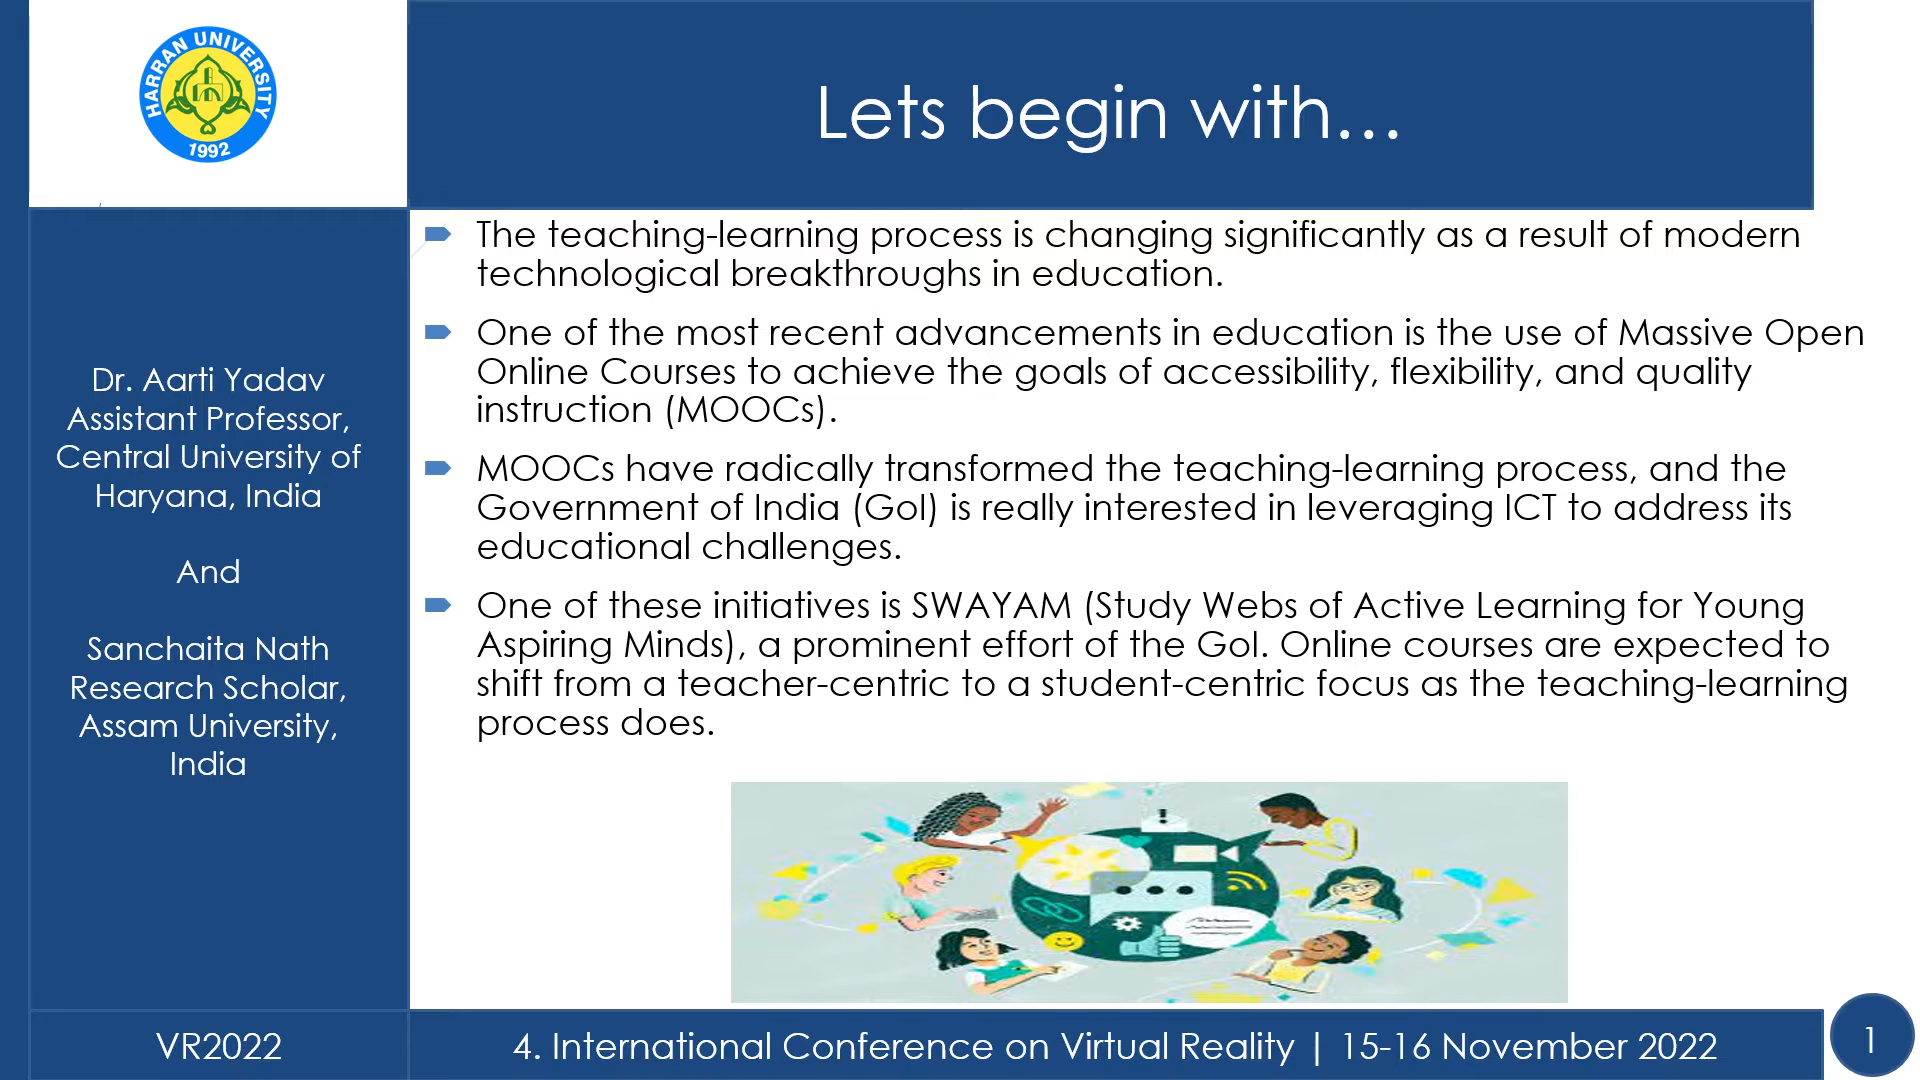 HARRAN UNIVERSITY
1992
Lets begin with...
Dr. Aarti Yadav
Assistant Professor,
Central University of
Haryana, India
And
Sanchaita Nath
Research Scholar,
Assam University,
India
The teaching-learning process is changing significantly as a result of modern
technological breakthroughs in education.
One of the most recent advancements in education is the use of Massive Open
Online Courses to achieve the goals of accessibility, flexibility, and quality
instruction (MOOCs).
MOOCs have radically transformed the teaching-learning process, and the
Government of India (GoI) is really interested in leveraging ICT to address its
educational challenges.
One of these initiatives is SWAYAM (Study Webs of Active Learning for Young
Aspiring Minds), a prominent effort of the GoI. Online courses are expected to
shift from a teacher-centric to a student-centric focus as the teaching-learning
process does.
!
VR2022
4. International Conference on Virtual Reality | 15-16 November 2022
1